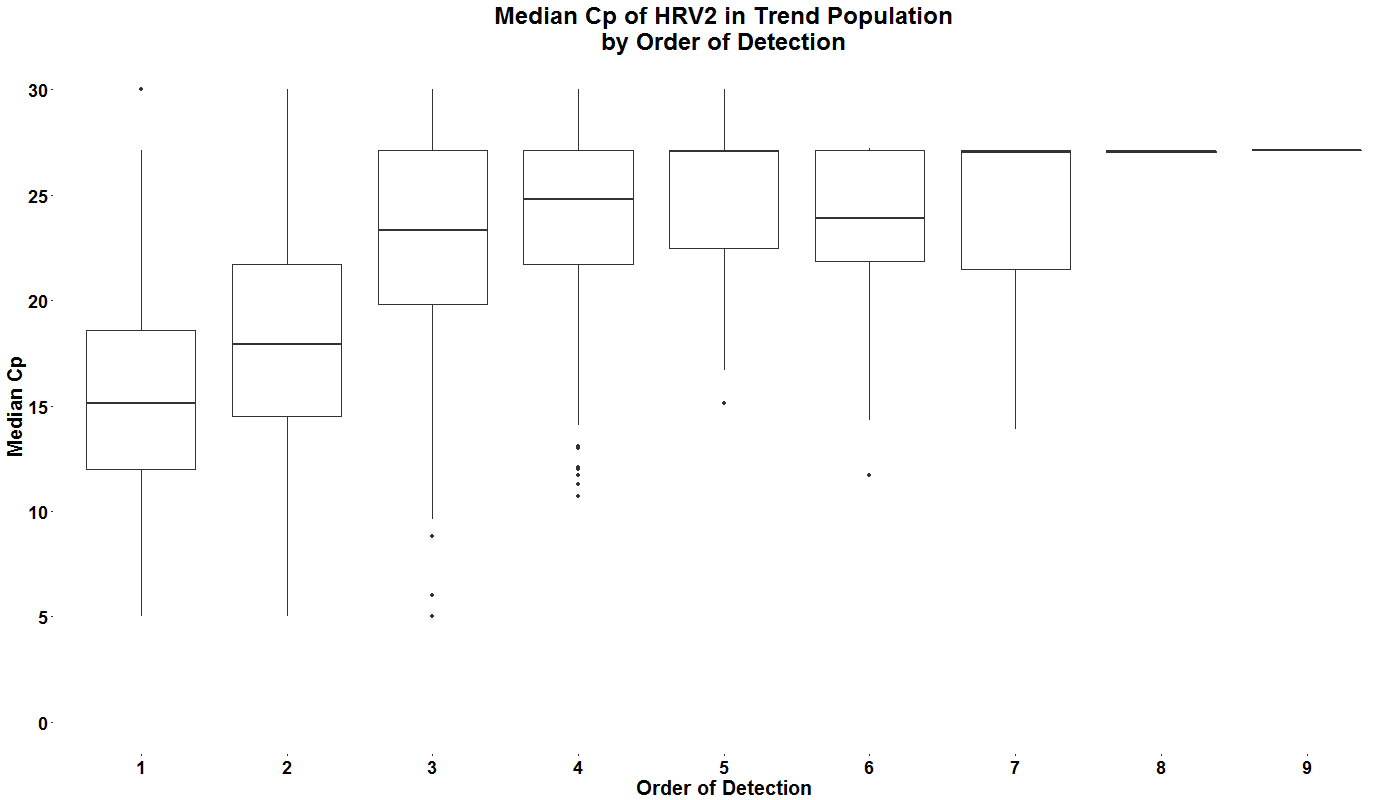 Median Cp of HRV2 in Trend Population
by Order of Detection
Median Cp
30
25
20
15
10
5
0
1 2 3 4 5 6 7 8 9
Order of Detection